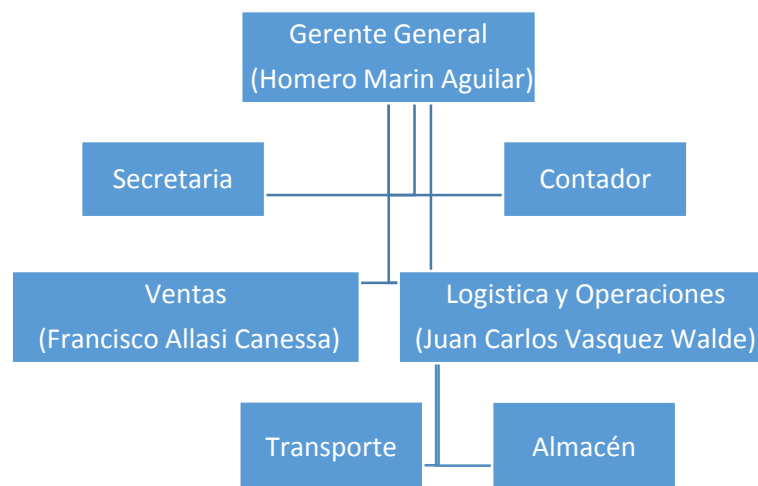 Gerente General
(Homero Marin Aguilar)
Secretaria
Contador
Ventas
(Francisco Allasi Canessa)
Logistica y Operaciones
(Juan Carlos Vasquez Walde)
Transporte
Almacén